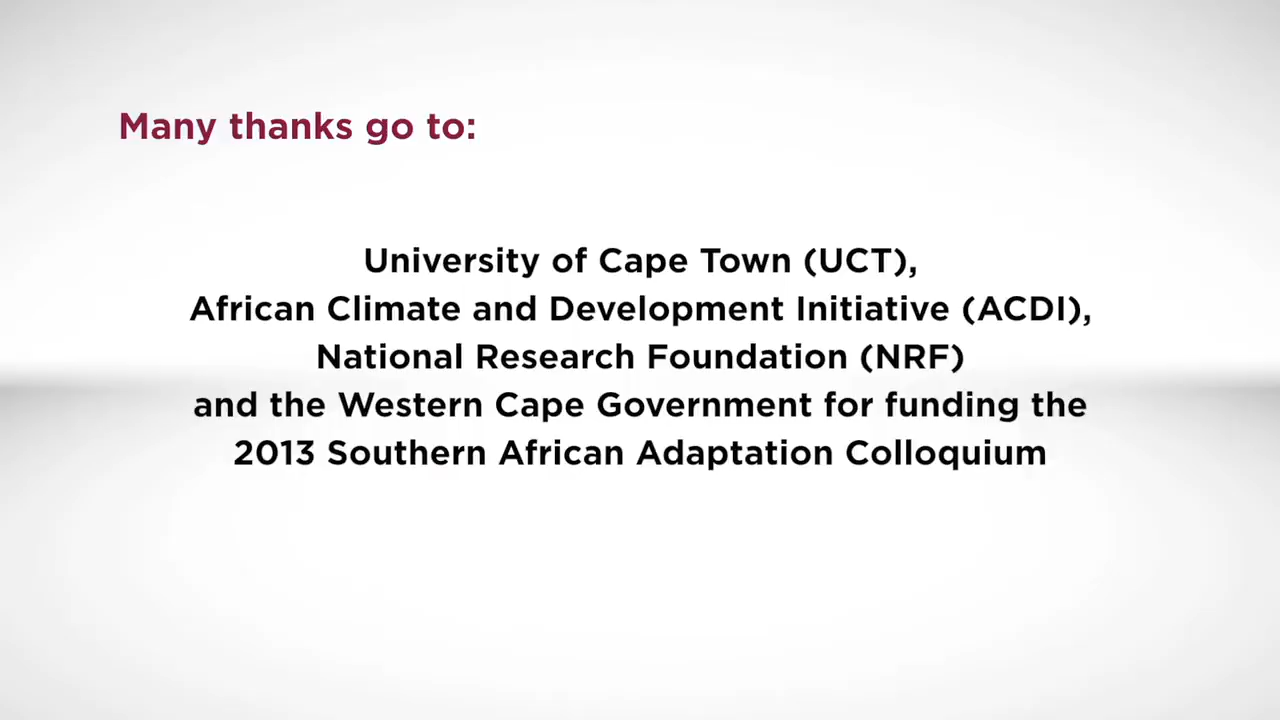 Many thanks go to:
University of Cape Town (UCT),
African Climate and Development Initiative (ACDI),
National Research Foundation (NRF)
and the Western Cape Government for funding the
2013 Southern African Adaptation Colloquium